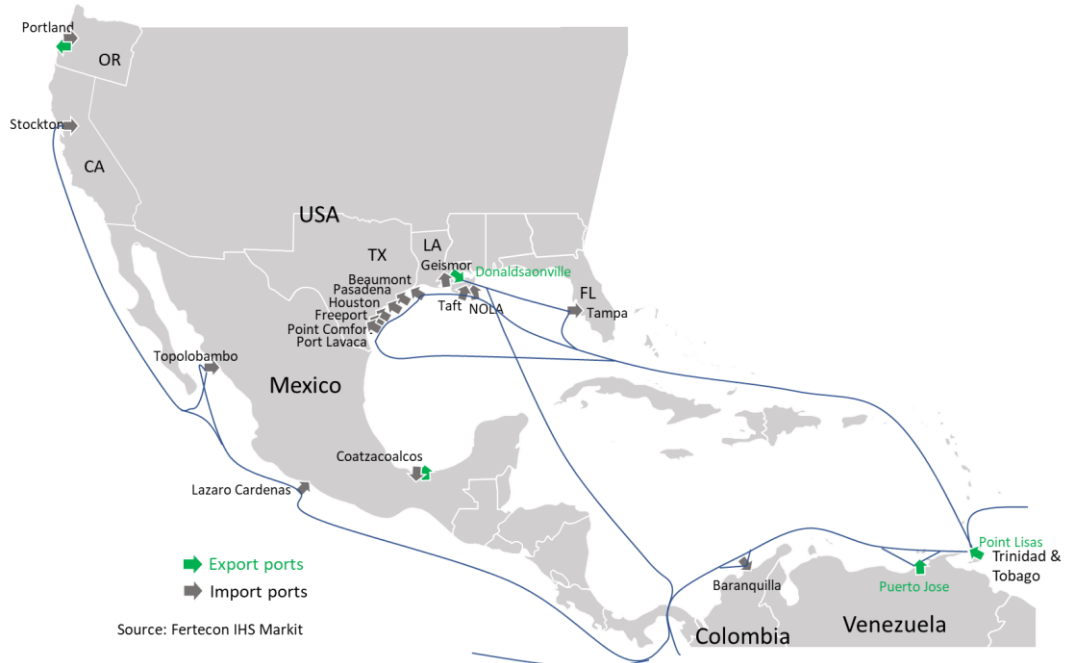 Portland
OR
Stockton
CA
USA
TX
LA
Geismor
Donaldsaonville
Beaumont
Pasadena
Houston
Freeport
Point Comfor
Port Lavaca
Taft
NOLA
FL
Tampa
Topolobambo
Mexico
Coatzacoalcos
Lazaro Cardenas
Export ports
Import ports
Source: Fertecon IHS Markit
Baranquilla
Colombia
Venezuela
Puerto Jose
Point Lisas
Trinidad &
Tobago